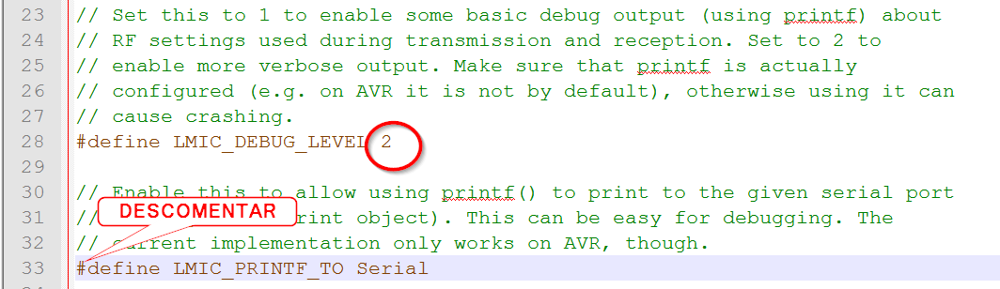 23 // Set this to 1 to enable some basic debug output (using printf) about
24 // RF settings used during transmission and reception. Set to 2 to
25 // enable more verbose output. Make sure that printf is actually
26 // configured (e.g. on AVR it is not by default), otherwise using it can
27 // cause crashing.
28 #define LMIC_DEBUG_LEVEL 2
29
30 // Enable this to allow using printf() to print to the given serial port
DESCOMENTAR
31 // object). This can be easy for debugging. The
32 // implementation only works on AVR, though.
33 #define LMIC_PRINTF_TO Serial